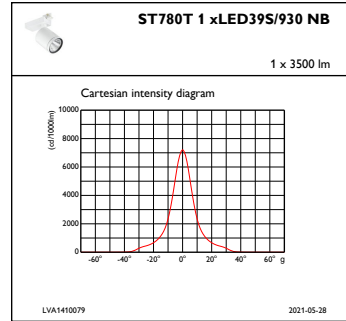 ST780T 1 xLED39S/930 NB
1 x 3500 lm
Cartesian intensity diagram
(cd/1000lm)
10000
8000
6000
4000
2000
0
-60° -40° -20° 0° 20° 40° 60° g
LVA1410079 2021-05-28